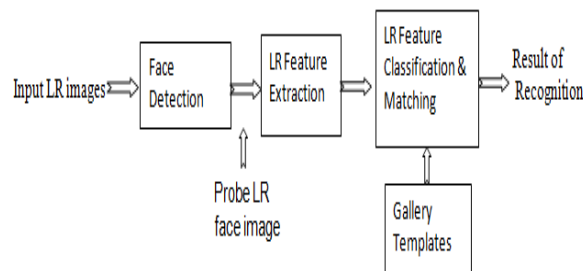 Input LR images
Face
Detection
LR Feature
Extraction
LR Feature
Classification &
Matching
Result of
Recognition
Probe LR
face image
Gallery
Templates